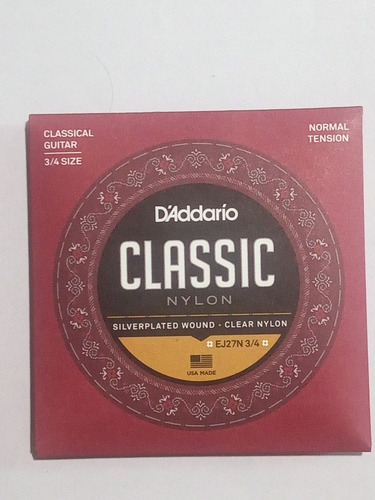 CLASSICAL
GUITAR
3/4 SIZE
NORMAL
TENSION
D'Addario
CLASSIC
NYLON
SILVERPLATED WOUND · CLEAR NYLON
EJ27N 3/4
USA MADE